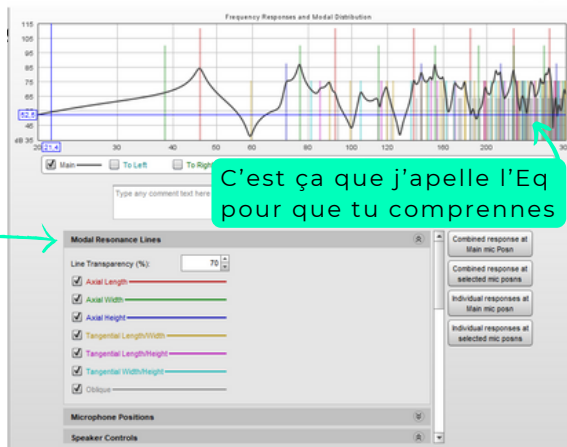 Frequency Responses and Modal Distribution
115
105
95
85
75
65
52,5
45
dB 35
20 21.4 30 40 50 60 70 80 100 120 160 200 30
Main
To Left
To Righ
C'est ça que j'apelle l'Eq
pour que tu comprennes
Type any comment text here
Modal Resonance Lines
Line Transparency (%): 70
Axial Length
Axial Width
Axial Height
Tangential Length/Width
Tangential Length/Height
Tangential Width/Height
Oblique
Microphone Positions
Speaker Controls
Combined response at
Main mic Posn
Combined response at
selected mic posns
Individual responses at
Main mic posn
Individual responses at
selected mic posns